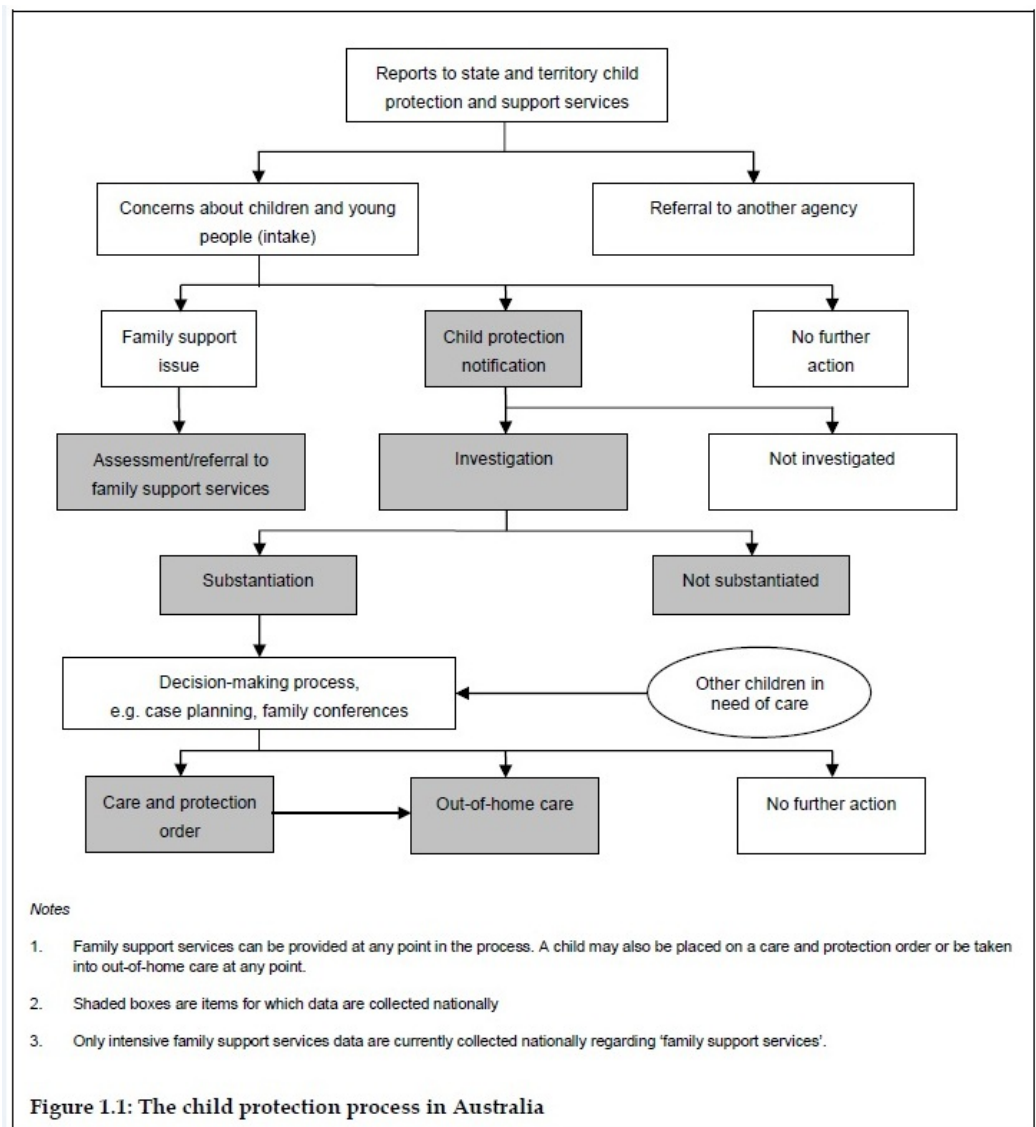 Reports to state and territory child
protection and support services
Concerns about children and young
people (intake)
Referral to another agency
Family support
issue
Child protection
notification
No further
action
Assessment/referral to
family support services
Investigation
Not investigated
Substantiation
Not substantiated
Decision-making process,
e.g. case planning, family conferences
Other children in
need of care
Care and protection
order
Out-of-home care
No further action
Notes
1. Family support services can be provided at any point in the process. A child may also be placed on a care and protection order or be taken
into out-of-home care at any point.
2. Shaded boxes are items for which data are collected nationally
3. Only intensive family support services data are currently collected nationally regarding ‘family support services’.
Figure 1.1: The child protection process in Australia